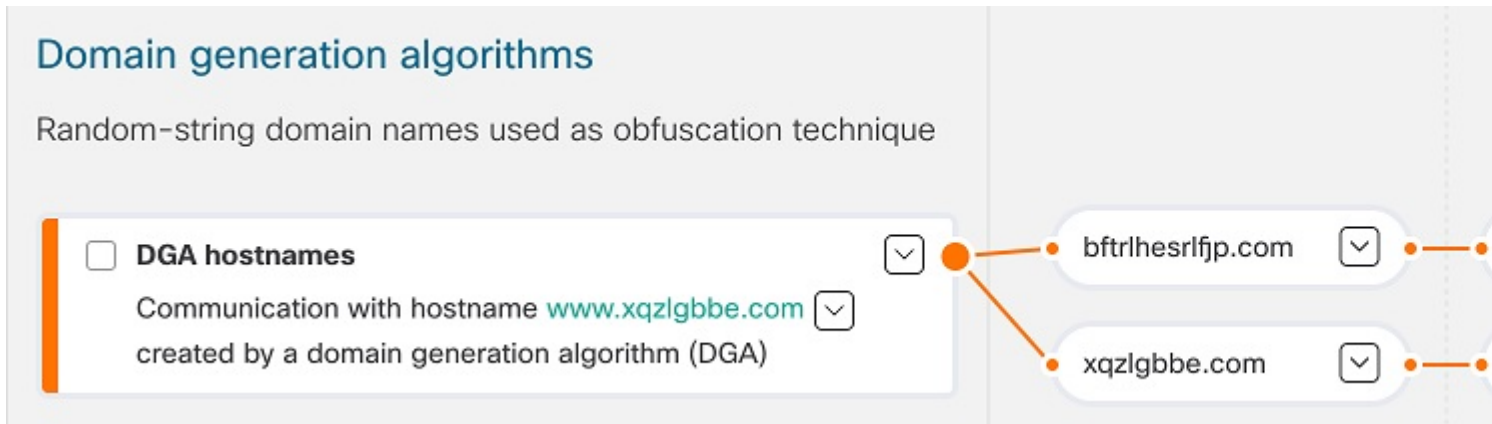 Domain generation algorithms
Random-string domain names used as obfuscation technique
DGA hostnames
Communication with hostname www.xqzlgbbe.com
created by a domain generation algorithm (DGA)
bftrlhesrlfjp.com
xqzlgbbe.com